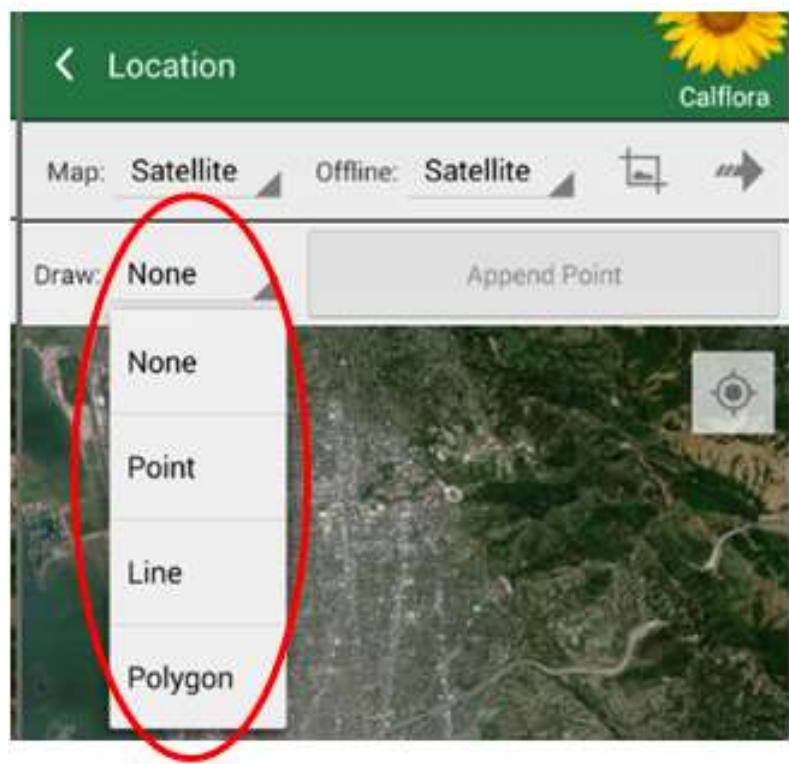 Location
Calflora
Map: Satellite Offline: Satellite
Draw: None Append Point
None
Point
Line
Polygon